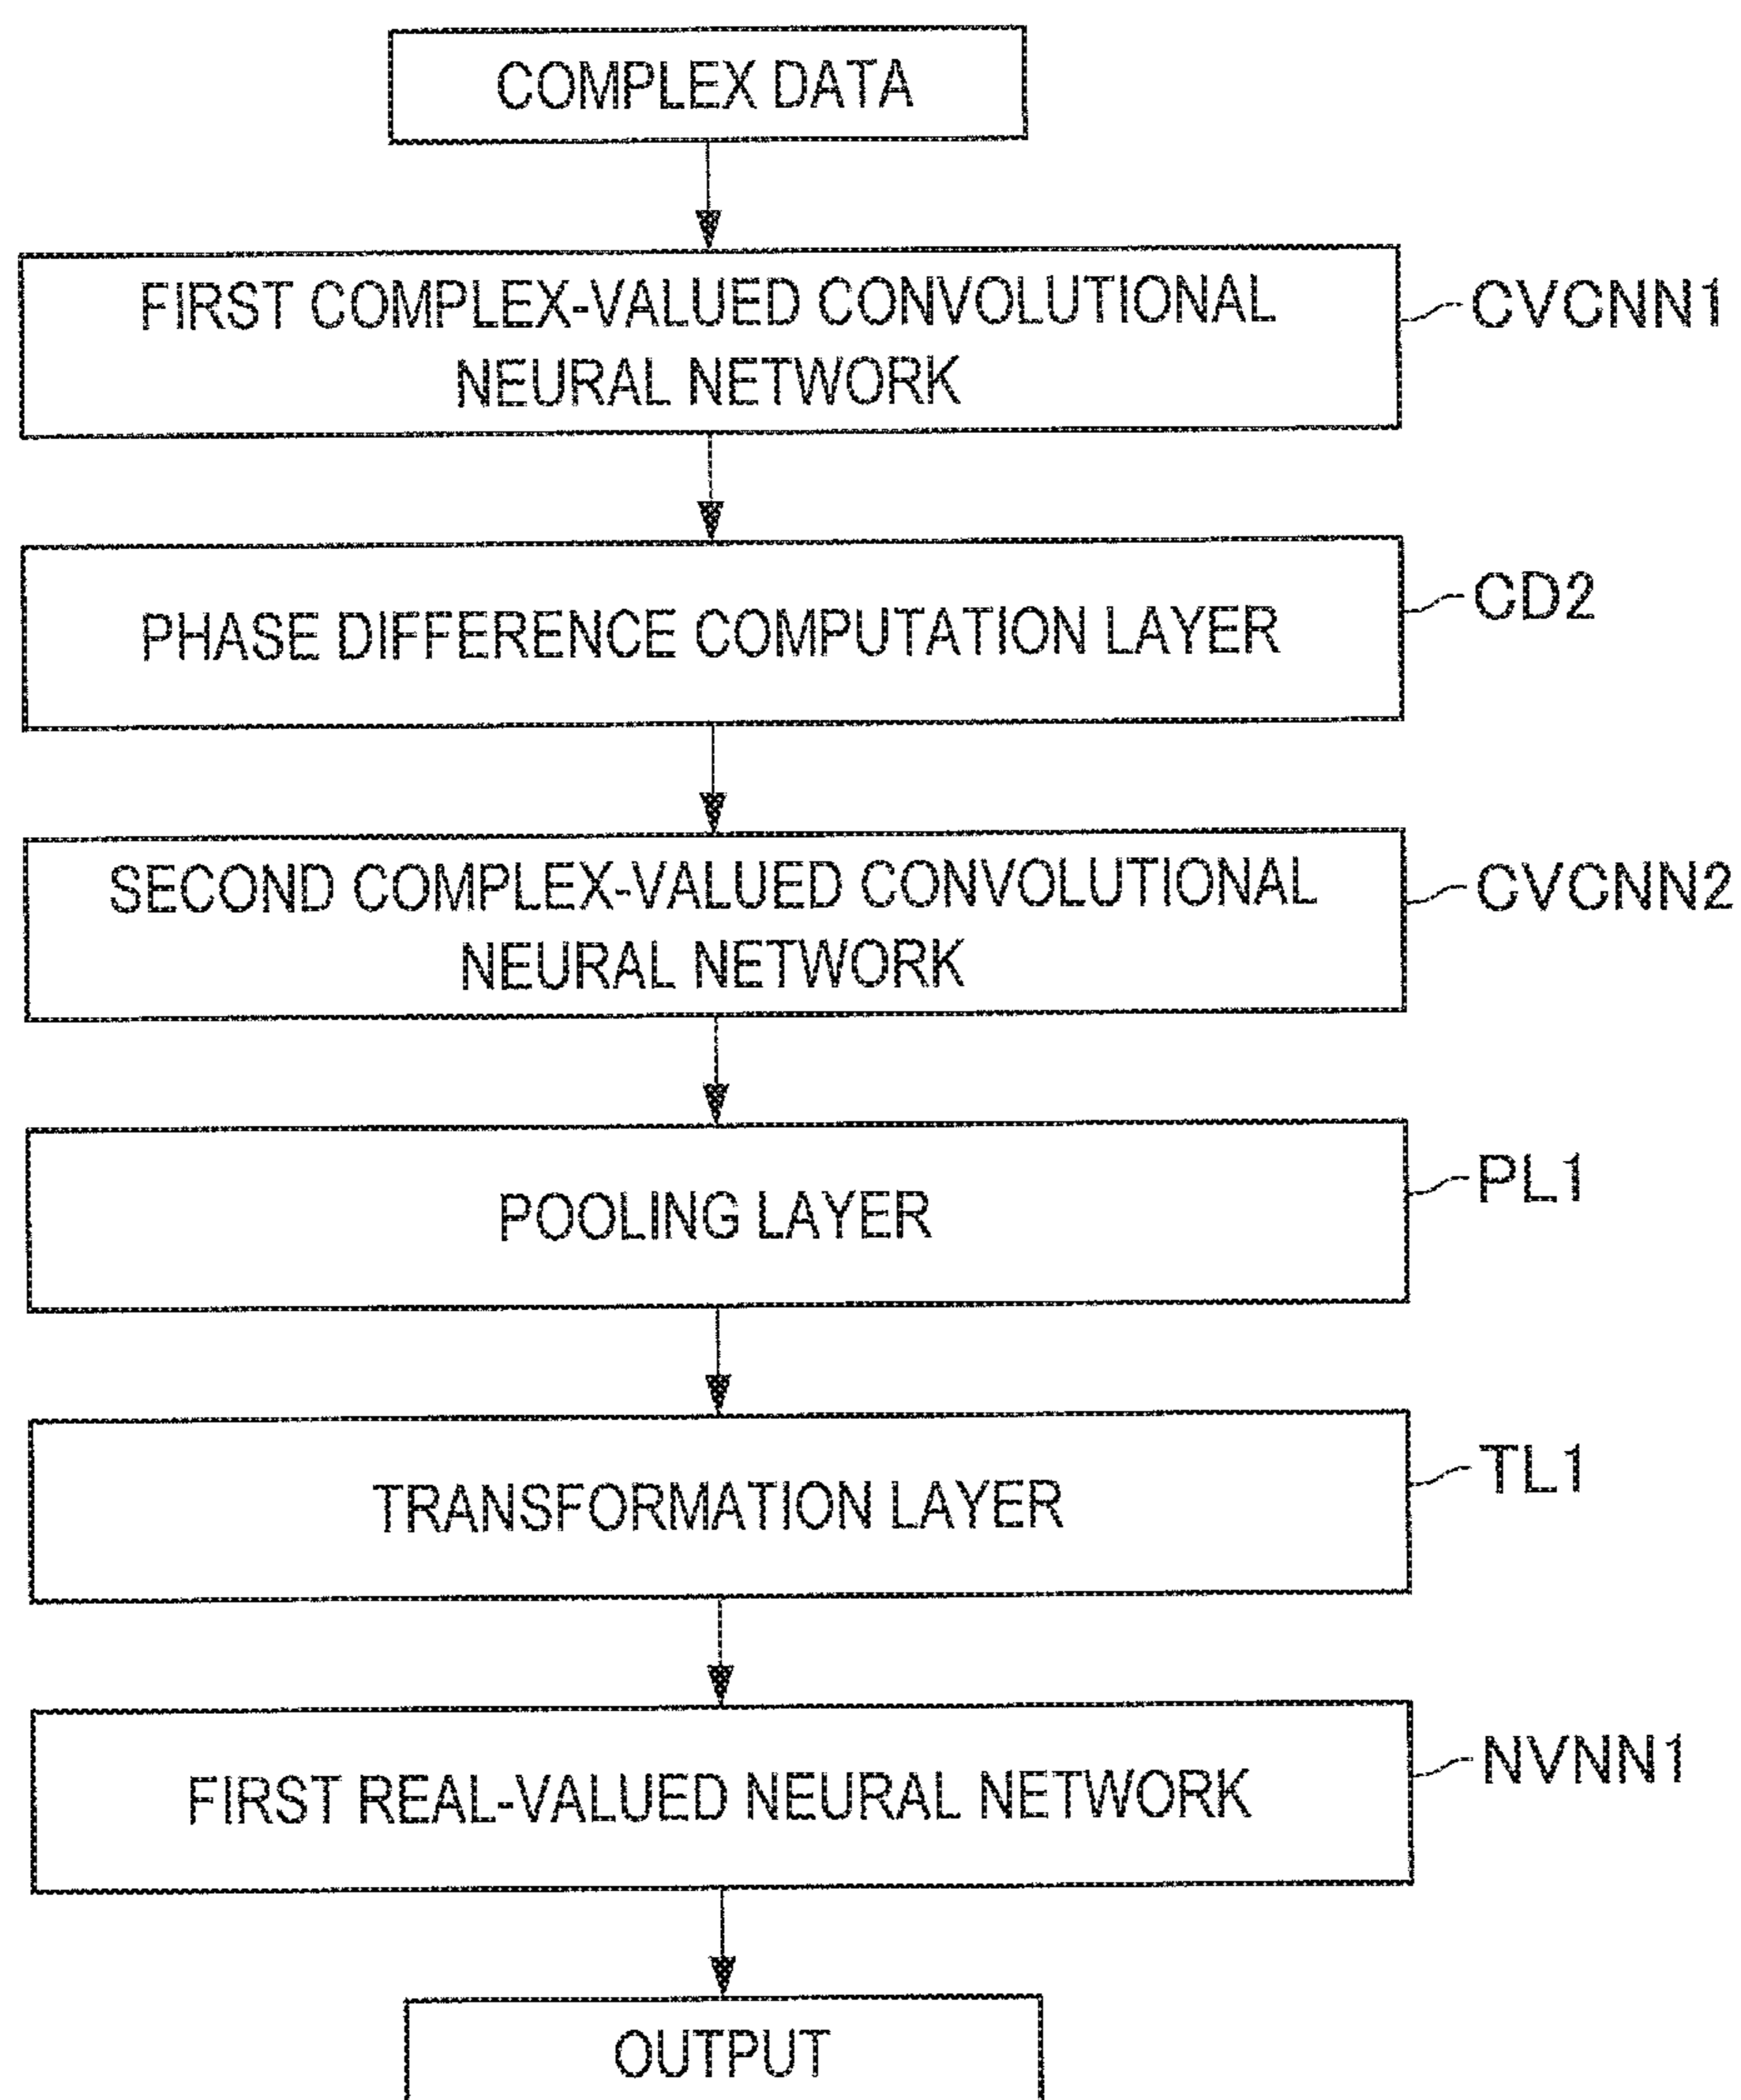 COMPLEX DATA
FIRST COMPLEX-VALUED CONVOLUTIONAL
NEURAL NETWORK
CVCNN1
PHASE DIFFERENCE COMPUTATION LAYER
CD2
SECOND COMPLEX-VALUED CONVOLUTIONAL
NEURAL NETWORK
CVCNN2
POOLING LAYER
PL1
TRANSFORMATION LAYER
TL1
FIRST REAL-VALUED NEURAL NETWORK
NVNN1
OUTPUT